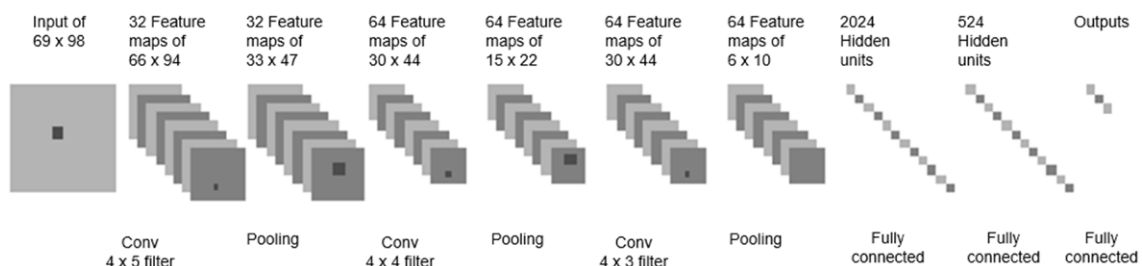 Input of
69 x 98
32 Feature
maps of
66 x 94
32 Feature
maps of
33 x 47
64 Feature
maps of
30 x 44
64 Feature
maps of
15 x 22
64 Feature
maps of
30 x 44
64 Feature
maps of
6 x 10
2024
Hidden
units
524
Hidden
units
Outputs
Conv
4 x 5 filter
Pooling
Conv
4 x 4 filter
Pooling
Conv
4 x 3 filter
Pooling
Fully
connected
Fully
connected
Fully
connected